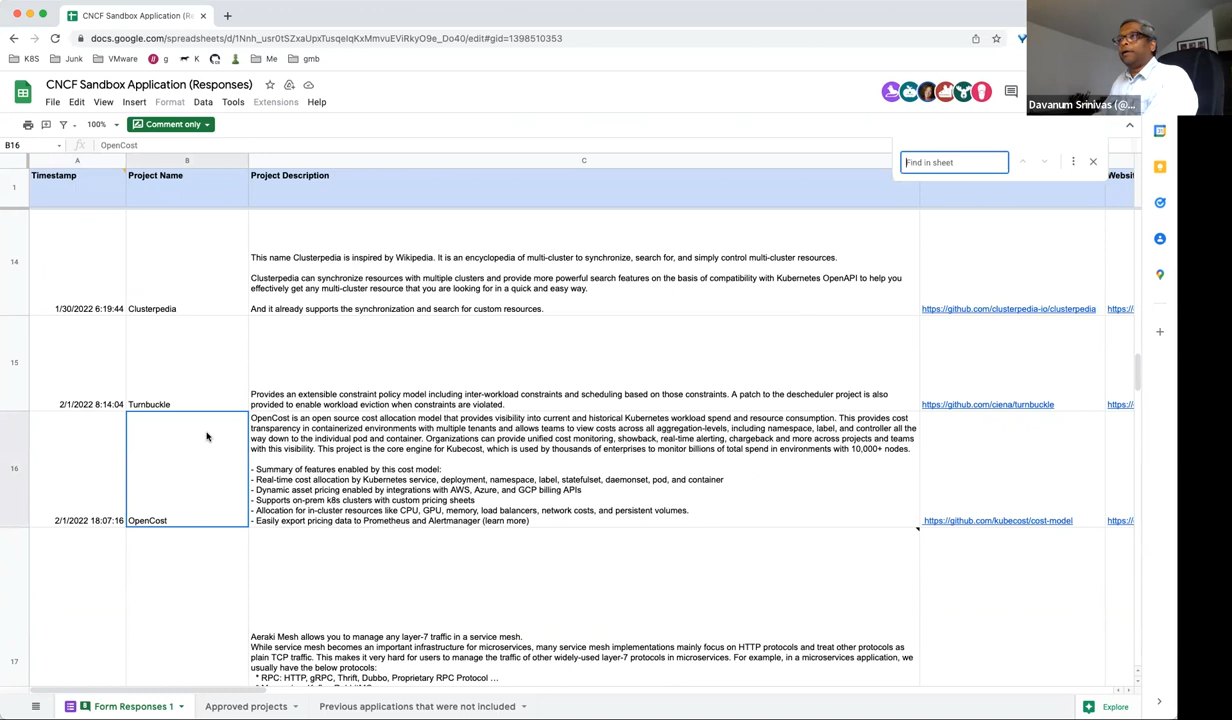 CNCF Sandbox Application (Re
docs.google.com/spreadsheets/d/1Nnh_usr0tSZxaUpxTusqeIqKxMmvuEViRkyO9e_Do40/edit#gid=1398510353
K8S Junk VMware g K Me gmb
CNCF Sandbox Application (Responses)
File Edit View Insert Format Data Tools Extensions Help
Davanum Srinivas (@...
100% Comment only
B16 fx OpenCost
Find in sheet
A B C
1 Timestamp Project Name Project Description Websit
This name Clusterpedia is inspired by Wikipedia. It is an encyclopedia of multi-cluster to synchronize, search for, and simply control multi-cluster resources.
14
Clusterpedia can synchronize resources with multiple clusters and provide more powerful search features on the basis of compatibility with Kubernetes OpenAPI to help you
effectively get any multi-cluster resource that you are looking for in a quick and easy way.
1/30/2022 6:19:44 Clusterpedia And it already supports the synchronization and search for custom resources. https://github.com/clusterpedia-io/clusterpedia https://
15
Provides an extensible constraint policy model including inter-workload constraints and scheduling based on those constraints. A patch to the descheduler project is also
2/1/2022 8:14:04 Turnbuckle provided to enable workload eviction when constraints are violated. https://github.com/ciena/turnbuckle https://
OpenCost is an open source cost allocation model that provides visibility into current and historical Kubernetes workload spend and resource consumption. This provides cost
transparency in containerized environments with multiple tenants and allows teams to view costs across all aggregation-levels, including namespace, label, and controller all the
way down to the individual pod and container. Organizations can provide unified cost monitoring, showback, real-time alerting, chargeback and more across projects and teams
with this visibility. This project is the core engine for Kubecost, which is used by thousands of enterprises to monitor billions of total spend in environments with 10,000+ nodes.
16
- Summary of features enabled by this cost model:
- Real-time cost allocation by Kubernetes service, deployment, namespace, label, statefulset, daemonset, pod, and container
- Dynamic asset pricing enabled by integrations with AWS, Azure, and GCP billing APIs
- Supports on-prem k8s clusters with custom pricing sheets
- Allocation for in-cluster resources like CPU, GPU, memory, load balancers, network costs, and persistent volumes.
2/1/2022 18:07:16 OpenCost - Easily export pricing data to Prometheus and Alertmanager (learn more) https://github.com/kubecost/cost-model https://
Aeraki Mesh allows you to manage any layer-7 traffic in a service mesh.
While service mesh becomes an important infrastructure for microservices, many service mesh implementations mainly focus on HTTP protocols and treat other protocols as
17 plain TCP traffic. This makes it very hard for users to manage the traffic of other widely-used layer-7 protocols in microservices. For example, in a microservices application, we
usually have the below protocols:
* RPC: HTTP, gRPC, Thrift, Dubbo, Proprietary RPC Protocol …
8 Form Responses 1 Approved projects Previous applications that were not included Explore